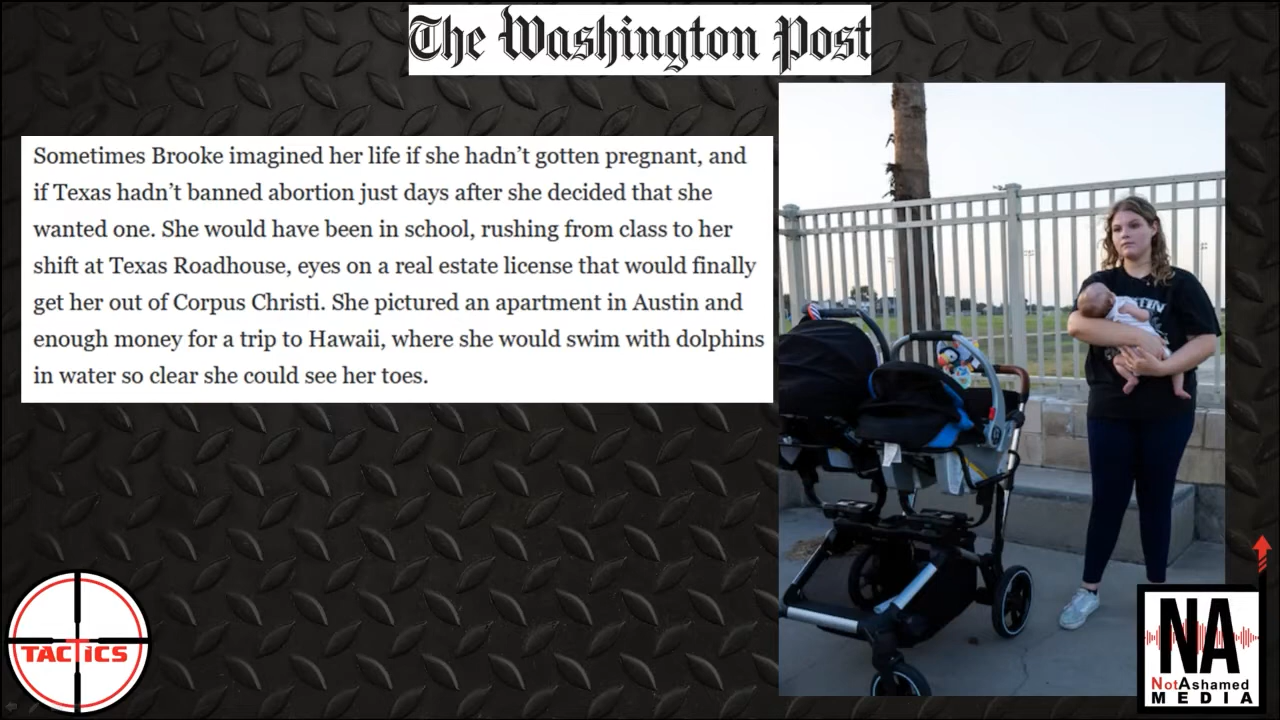 The Washington Post
Sometimes Brooke imagined her life if she hadn't gotten pregnant, and
if Texas hadn't banned abortion just days after she decided that she
wanted one. She would have been in school, rushing from class to her
shift at Texas Roadhouse, eyes on a real estate license that would finally
get her out of Corpus Christi. She pictured an apartment in Austin and
enough money for a trip to Hawaii, where she would swim with dolphins
in water so clear she could see her toes.
TACTICS
NA
NotAshamed
MEDIA